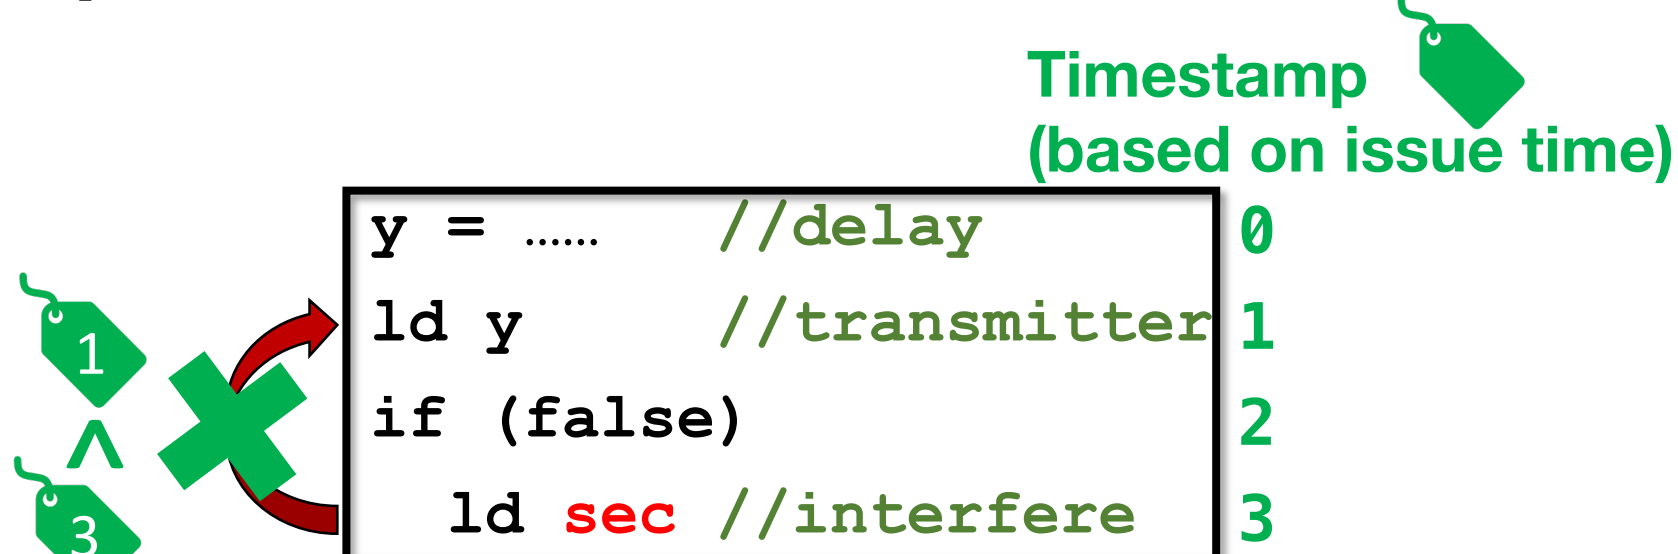 Timestamp
(based on issue time)
y = ...... //delay 0
1
ld y //transmitter 1
if (false) 2
^
3
ld sec //interfere 3